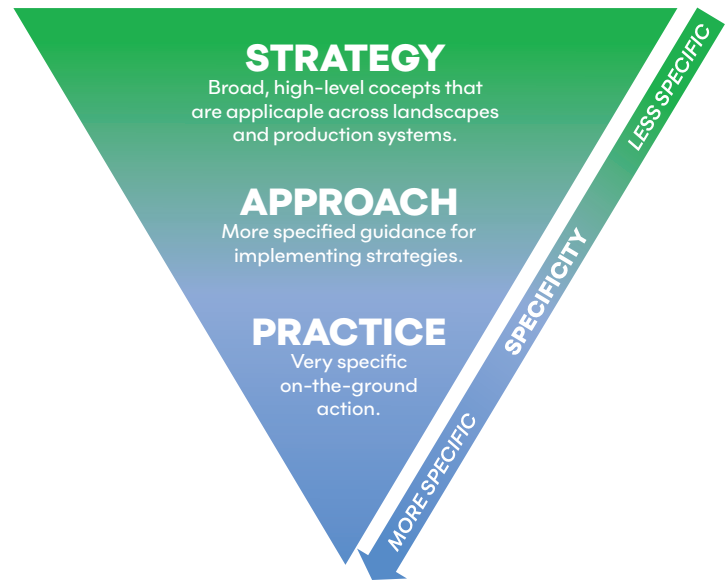 STRATEGY
Broad, high-level cocepts that
are applicaple across landscapes
and production systems.
APPROACH
More specified guidance for
implementing strategies.
PRACTICE
Very specific
on-the-ground
action.
LESS SPECIFIC
SPECIFICITY
MORE SPECIFIC